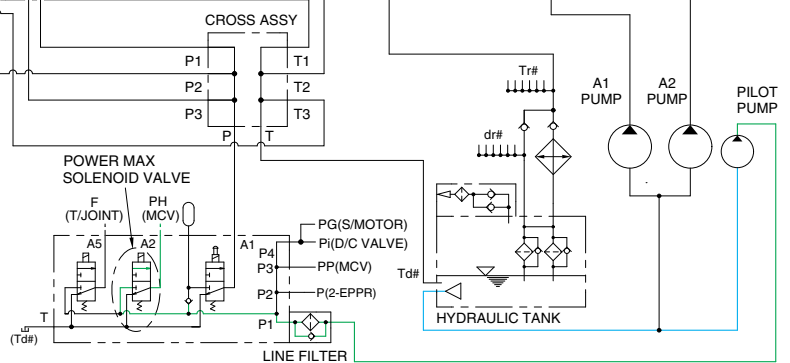 CROSS ASSY
P1
T1
P2
T2
P3
T3
P
T
Tr#
dr#
A1
PUMP
A2
PUMP
PILOT
PUMP
POWER MAX
SOLENOID VALVE
F
(T/JOINT)
PH
(MCV)
A5
A2
A1
P4
P3
P2
P1
PG(S/MOTOR)
Pi(D/C VALVE)
PP(MCV)
P(2-EPPR)
T
(Td#)
Td#
HYDRAULIC TANK
LINE FILTER